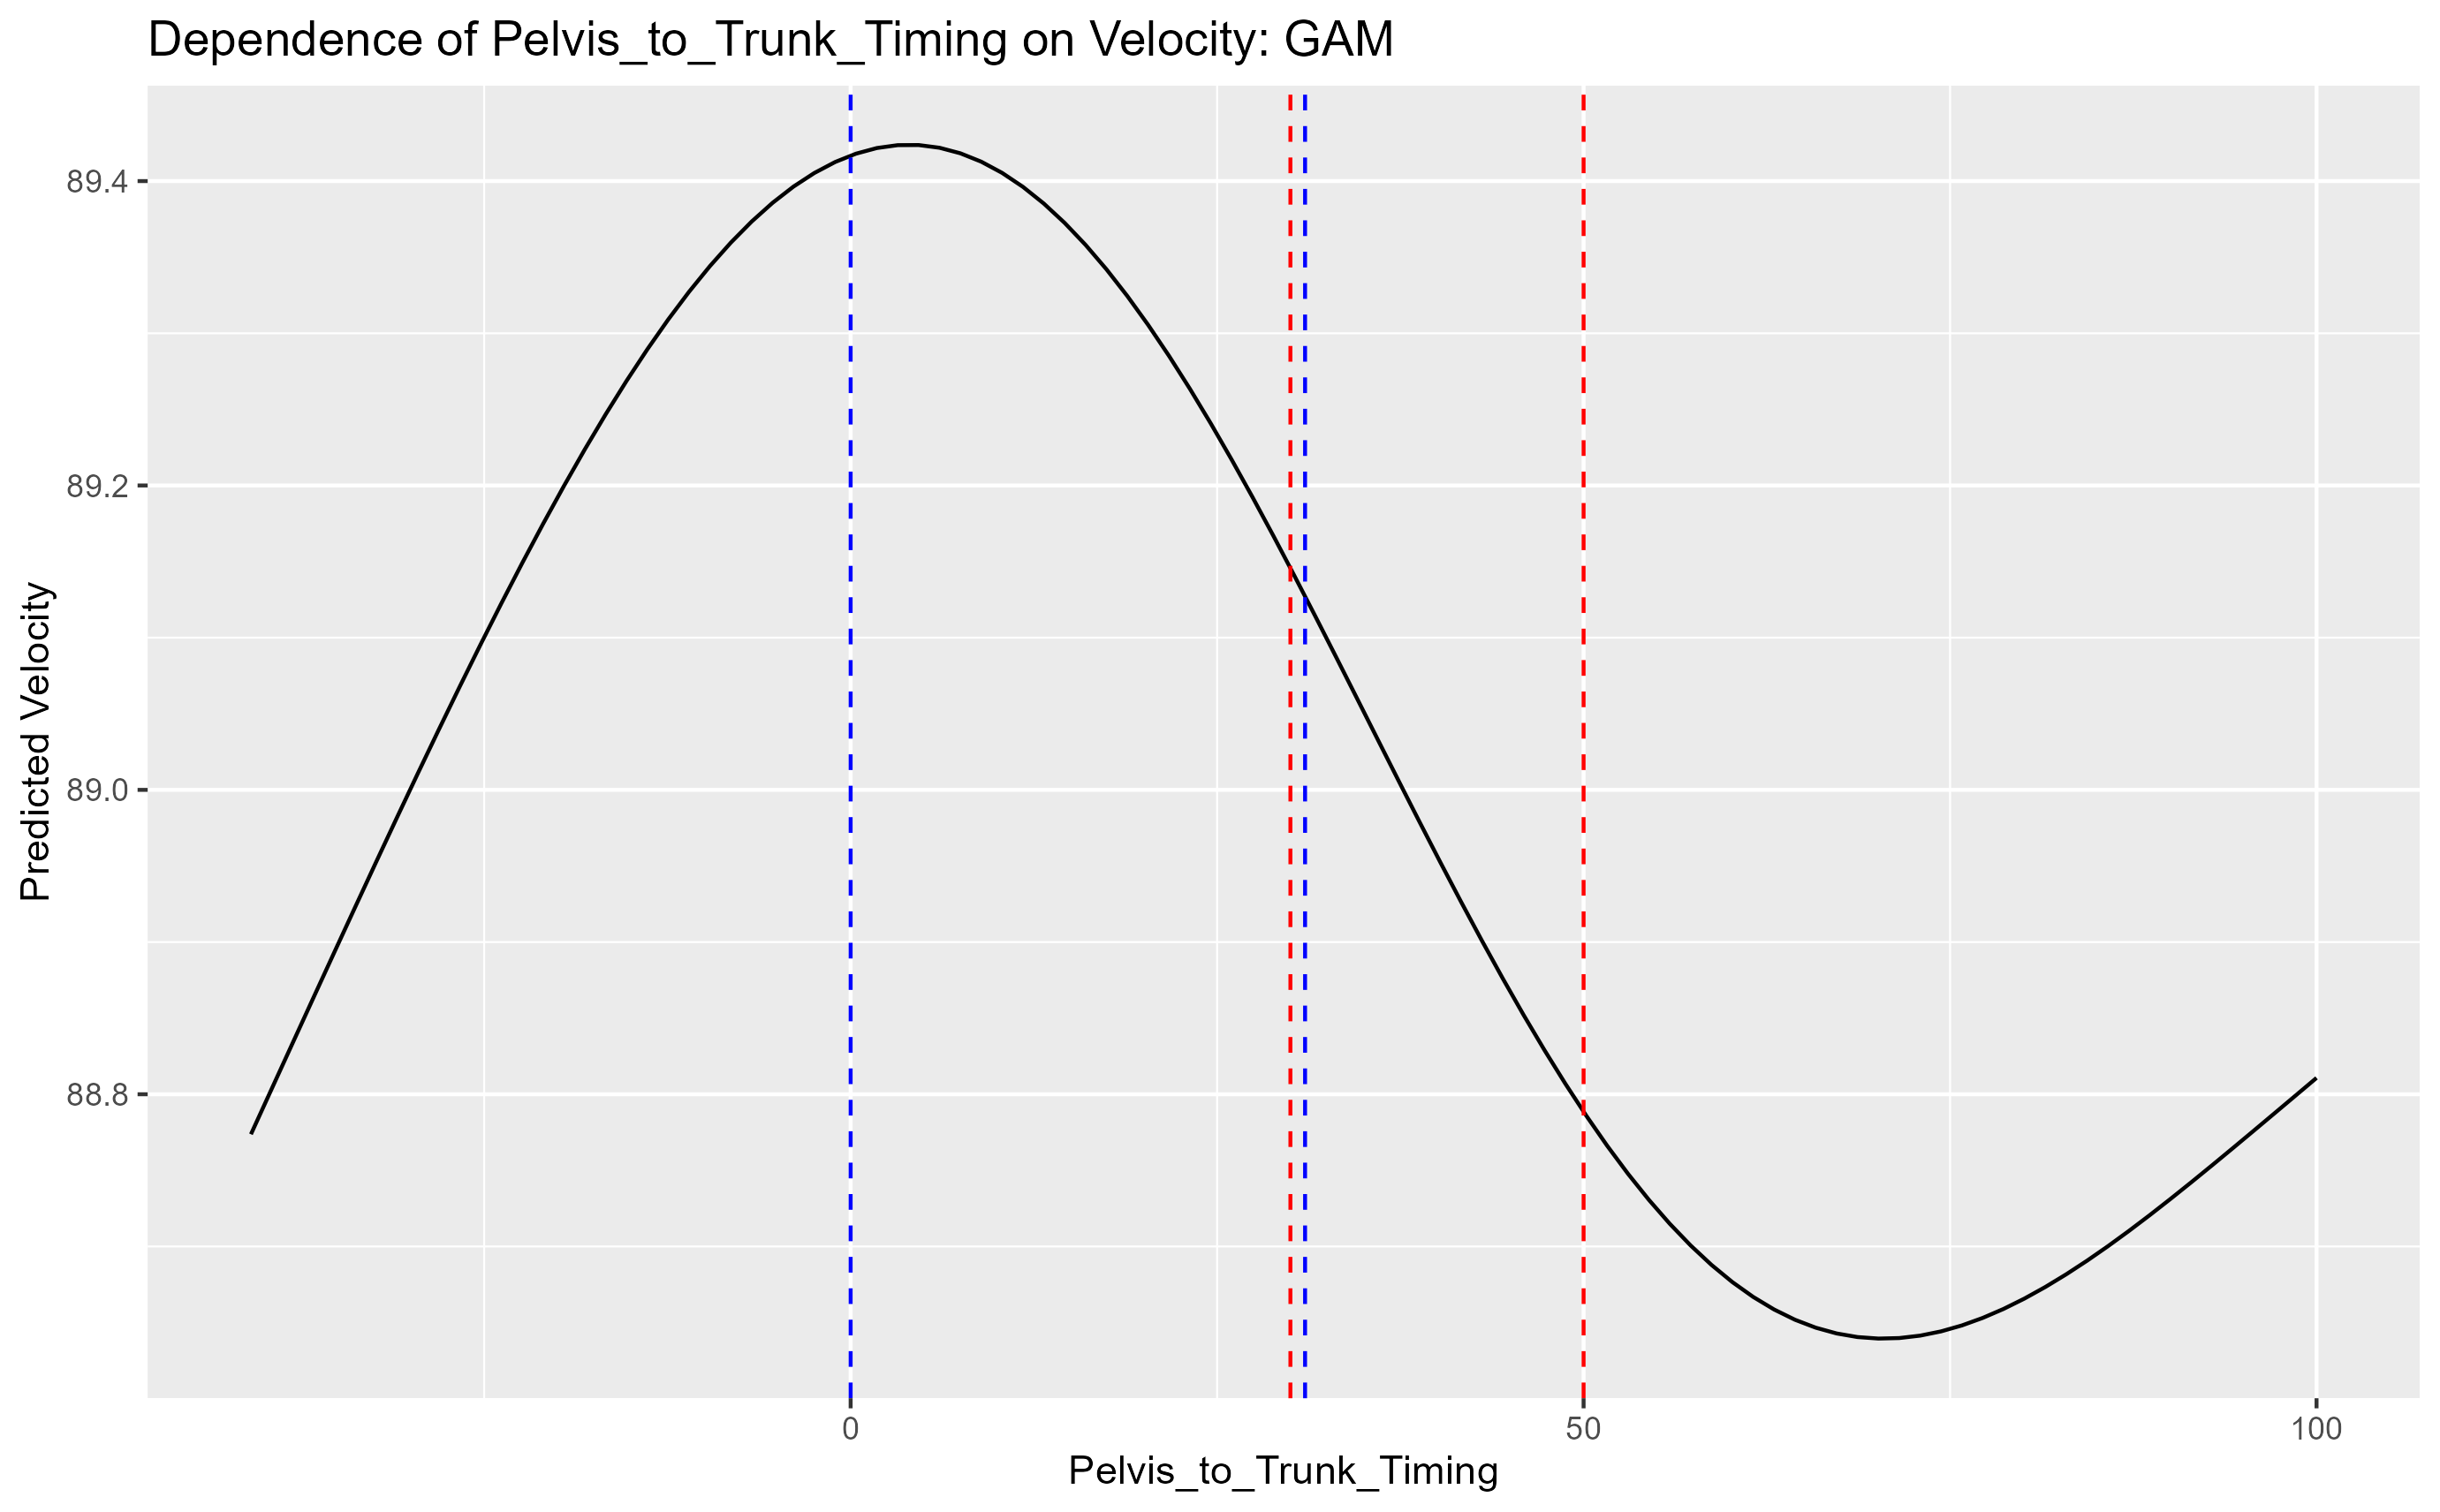 Dependence of Pelvis_to_Trunk_Timing on Velocity: GAM
Predicted Velocity
89.4
89.2
89.0
88.8
0
50
100
Pelvis_to_Trunk_Timing